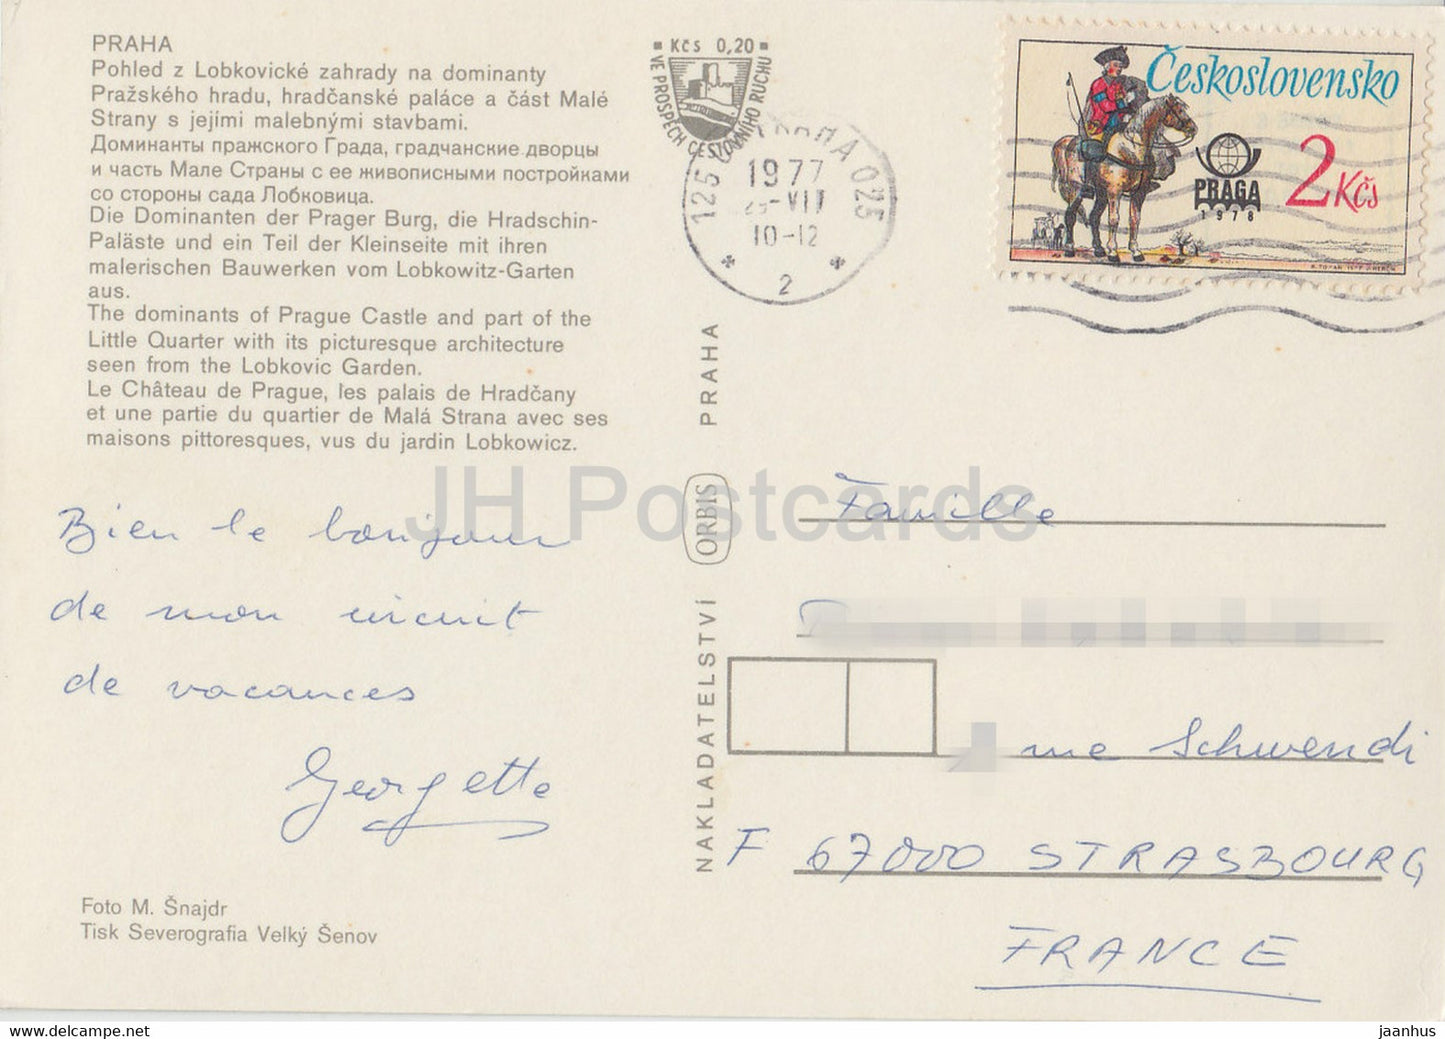 PRAHA
Pohled z Lobkovické zahrady na dominanty
Pražského hradu, hradčanské paláce a část Malé
Strany s jejími malebnými stavbami.
Доминанты пражского Града, градчанские дворцы
и часть Мале Страны с ее живописными постройками
со стороны сада Лобковица.
Die Dominanten der Prager Burg, die Hradschin-
Paläste und ein Teil der Kleinseite mit ihren
malerischen Bauwerken vom Lobkowitz-Garten
aus.
The dominants of Prague Castle and part of the
Little Quarter with its picturesque architecture
seen from the Lobkovic Garden.
Le Château de Prague, les palais de Hradčany
et une partie du quartier de Malá Strana avec ses
maisons pittoresques, vus du jardin Lobkowicz.
Bien le bonjour
de mon circuit
de vacances
Georgette
Foto M. Šnajdr
Tisk Severografia Velký Šenov
Kčs 0,20
VE PROSPĚCH CESTOVNÍHO RUCHU
125 PRAHA 025
1977
-VII
10-12
2
Československo
PRAGA
1978
2 Kčs
NAKLADATELSTVÍ ORBIS PRAHA
Famille
rue Schwendi
F 67000 STRASBOURG
FRANCE
JH Postcards
www.delcampe.net
jaanhus